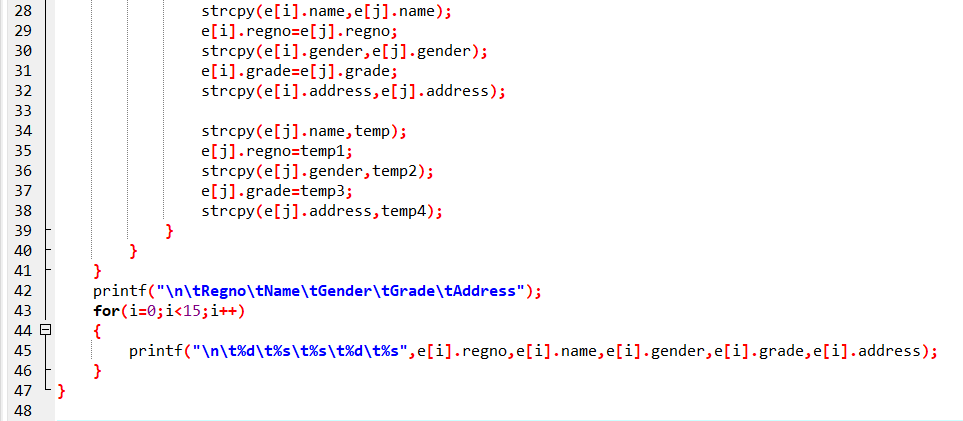 28 strcpy(e[i].name,e[j].name);
29 e[i].regno=e[j].regno;
30 strcpy(e[i].gender,e[j].gender);
31 e[i].grade=e[j].grade;
32 strcpy(e[i].address,e[j].address);
33
34 strcpy(e[j].name,temp);
35 e[j].regno=temp1;
36 strcpy(e[j].gender,temp2);
37 e[j].grade=temp3;
38 strcpy(e[j].address,temp4);
39 }
40 }
41 }
42 printf("\n\tRegno\tName\tGender\tGrade\tAddress");
43 for(i=0;i<15;i++)
44 {
45 printf("\n\t%d\t%s\t%s\t%d\t%s",e[i].regno,e[i].name,e[i].gender,e[i].grade,e[i].address);
46 }
47 }
48